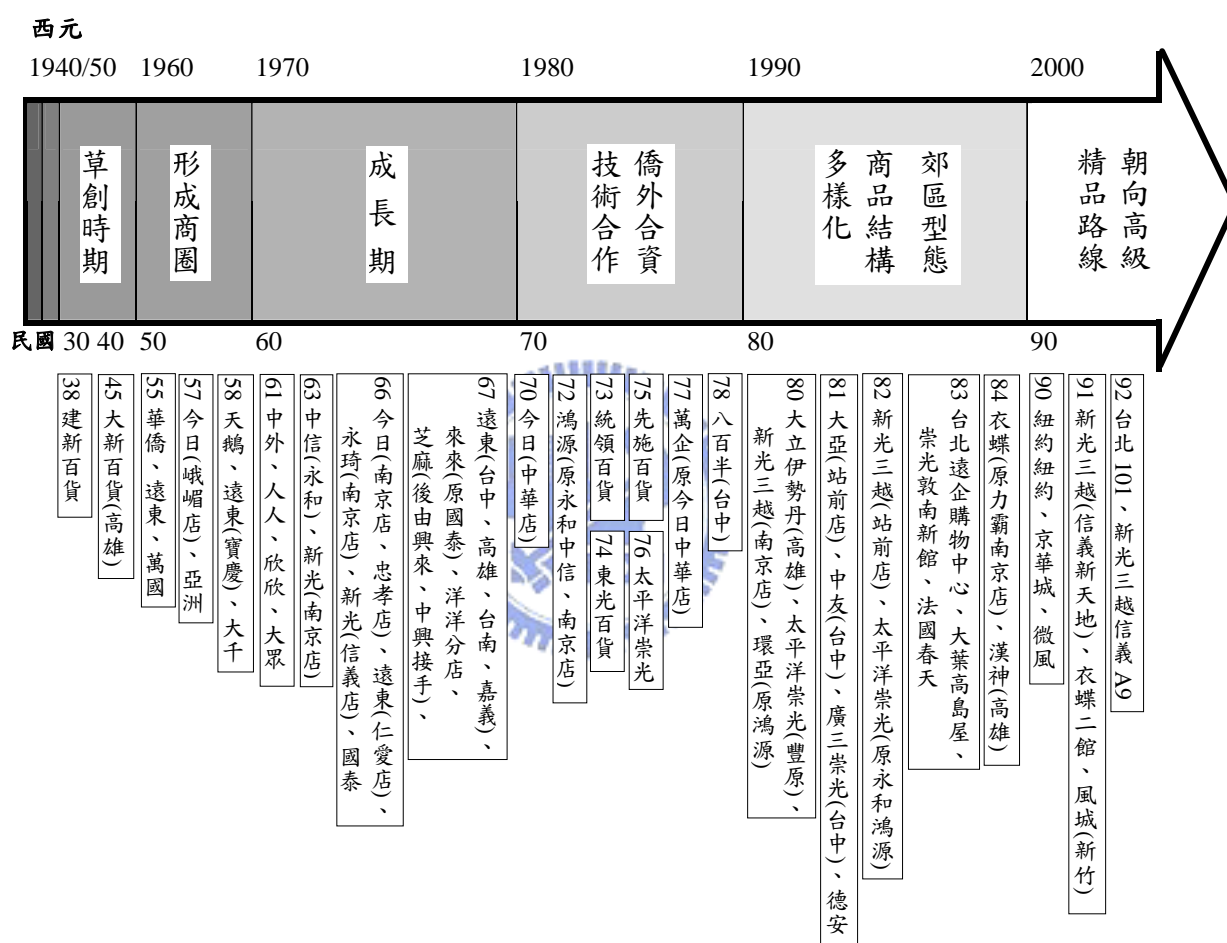 西元
1940/50 1960 1970 1980 1990 2000
草創時期
形成商圈
成長期
僑外合資
技術合作
郊區型態
商品結構
多樣化
朝向高級
精品路線
民國 30 40 50 60 70 80 90
38 建新百貨
45 大新百貨(高雄)
55 華僑、遠東、萬國
57 今日(峨嵋店)、亞洲
58 天鵝、遠東(寶慶)、大千
61 中外、人人、欣欣、大眾
63 中信(永和)、新光(南京店)
66 今日(南京店、忠孝店)、遠東(仁愛店)、
永琦(南京店)、新光(信義店)、國泰
67 遠東(台中、高雄、台南、嘉義)、
來來(原國泰)、洋洋分店、
芝麻(後由興來、中興接手)、
70 今日(中華店)
72 鴻源(原永和中信、南京店)
73 統領百貨
74 東光百貨
75 先施百貨
76 太平洋崇光
77 萬企(原今日中華店)
78 八百半(台中)
80 大立伊勢丹(高雄)、太平洋崇光(豐原)、
新光三越(南京店)、環亞(原鴻源)
81 大亞(站前店)、中友(台中)、廣三崇光(台中)、德安
82 新光三越(站前店)、太平洋崇光(原永和鴻源)
83 台北遠企購物中心、大葉高島屋、
崇光敦南新館、法國春天
84 衣蝶(原力霸南京店)、漢神(高雄)
90 紐約紐約、京華城、微風
91 新光三越(信義新天地)、衣蝶二館、風城(新竹)
92 台北 101、新光三越信義 A9